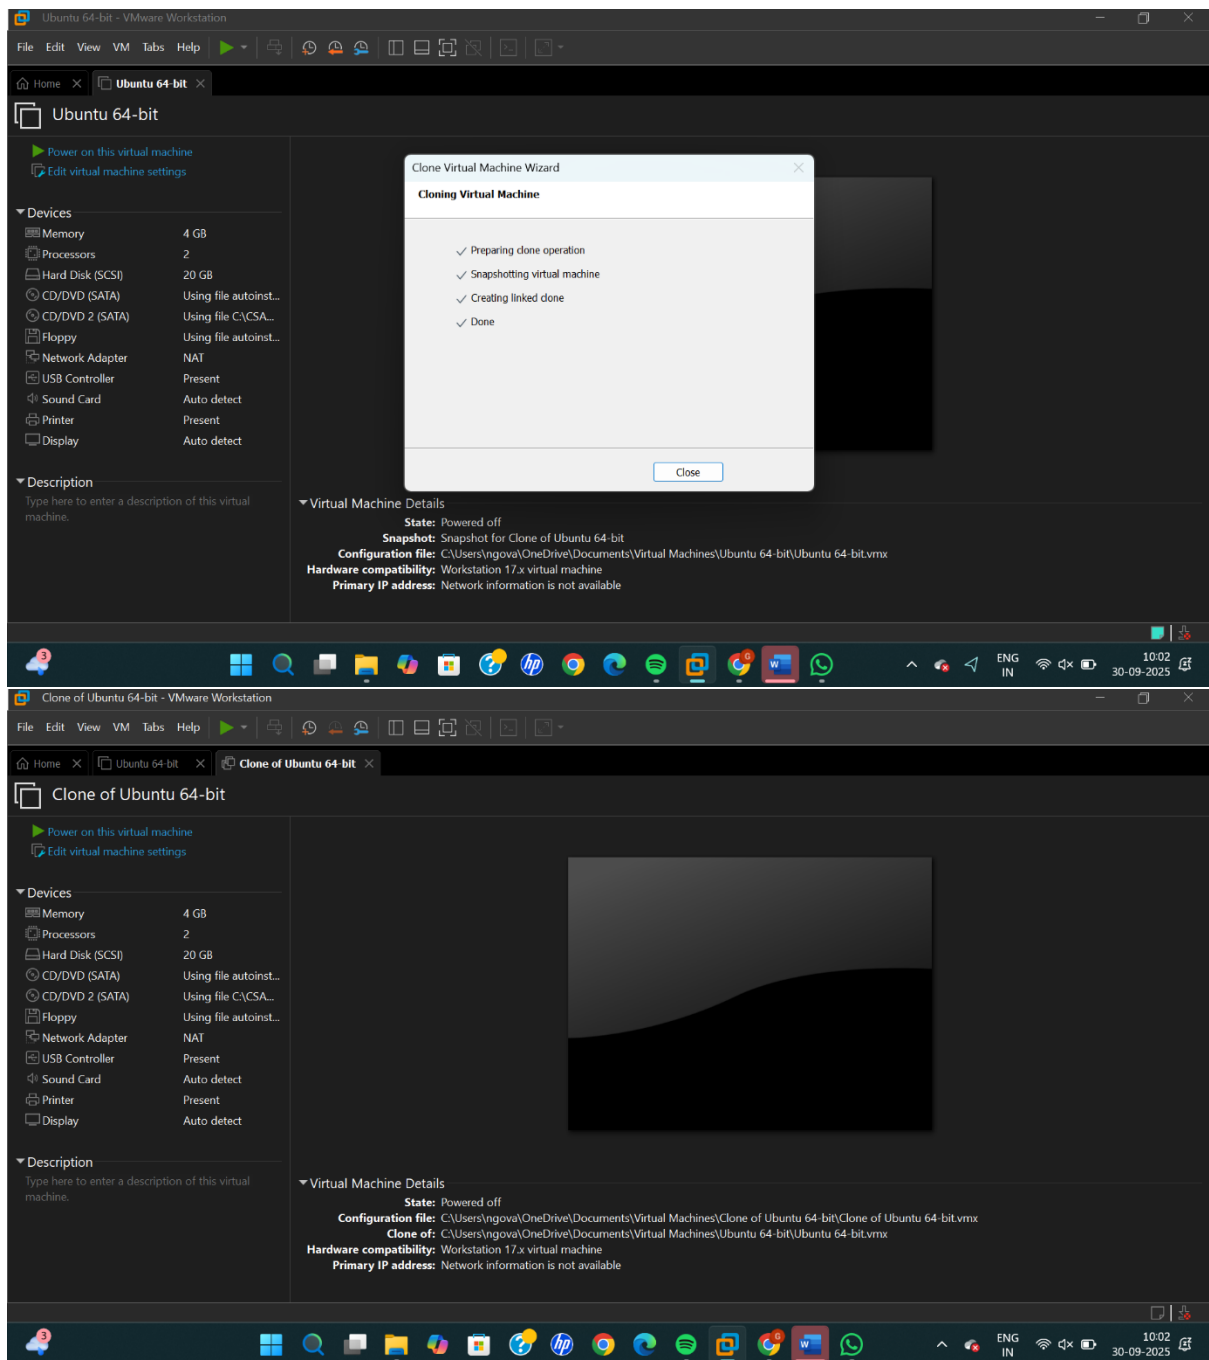 Ubuntu 64-bit - VMware Workstation
File Edit View VM Tabs Help
Home Ubuntu 64-bit
Ubuntu 64-bit
Power on this virtual machine
Edit virtual machine settings
Devices
Memory 4 GB
Processors 2
Hard Disk (SCSI) 20 GB
CD/DVD (SATA) Using file autoinst...
CD/DVD 2 (SATA) Using file C:\CSA...
Floppy Using file autoinst...
Network Adapter NAT
USB Controller Present
Sound Card Auto detect
Printer Present
Display Auto detect
Description
Type here to enter a description of this virtual
machine.
Clone Virtual Machine Wizard
Cloning Virtual Machine
Preparing clone operation
Snapshotting virtual machine
Creating linked clone
Done
Close
Virtual Machine Details
State: Powered off
Snapshot: Snapshot for Clone of Ubuntu 64-bit
Configuration file: C:\Users\ngova\OneDrive\Documents\Virtual Machines\Ubuntu 64-bit\Ubuntu 64-bit.vmx
Hardware compatibility: Workstation 17.x virtual machine
Primary IP address: Network information is not available
3
hp
G
W
ENG
IN
10:02
30-09-2025
Clone of Ubuntu 64-bit - VMware Workstation
File Edit View VM Tabs Help
Home Ubuntu 64-bit Clone of Ubuntu 64-bit
Clone of Ubuntu 64-bit
Power on this virtual machine
Edit virtual machine settings
Devices
Memory 4 GB
Processors 2
Hard Disk (SCSI) 20 GB
CD/DVD (SATA) Using file autoinst...
CD/DVD 2 (SATA) Using file C:\CSA...
Floppy Using file autoinst...
Network Adapter NAT
USB Controller Present
Sound Card Auto detect
Printer Present
Display Auto detect
Description
Type here to enter a description of this virtual
machine.
Virtual Machine Details
State: Powered off
Configuration file: C:\Users\ngova\OneDrive\Documents\Virtual Machines\Clone of Ubuntu 64-bit\Clone of Ubuntu 64-bit.vmx
Clone of: C:\Users\ngova\OneDrive\Documents\Virtual Machines\Ubuntu 64-bit\Ubuntu 64-bit.vmx
Hardware compatibility: Workstation 17.x virtual machine
Primary IP address: Network information is not available
3
hp
G
W
ENG
IN
10:02
30-09-2025